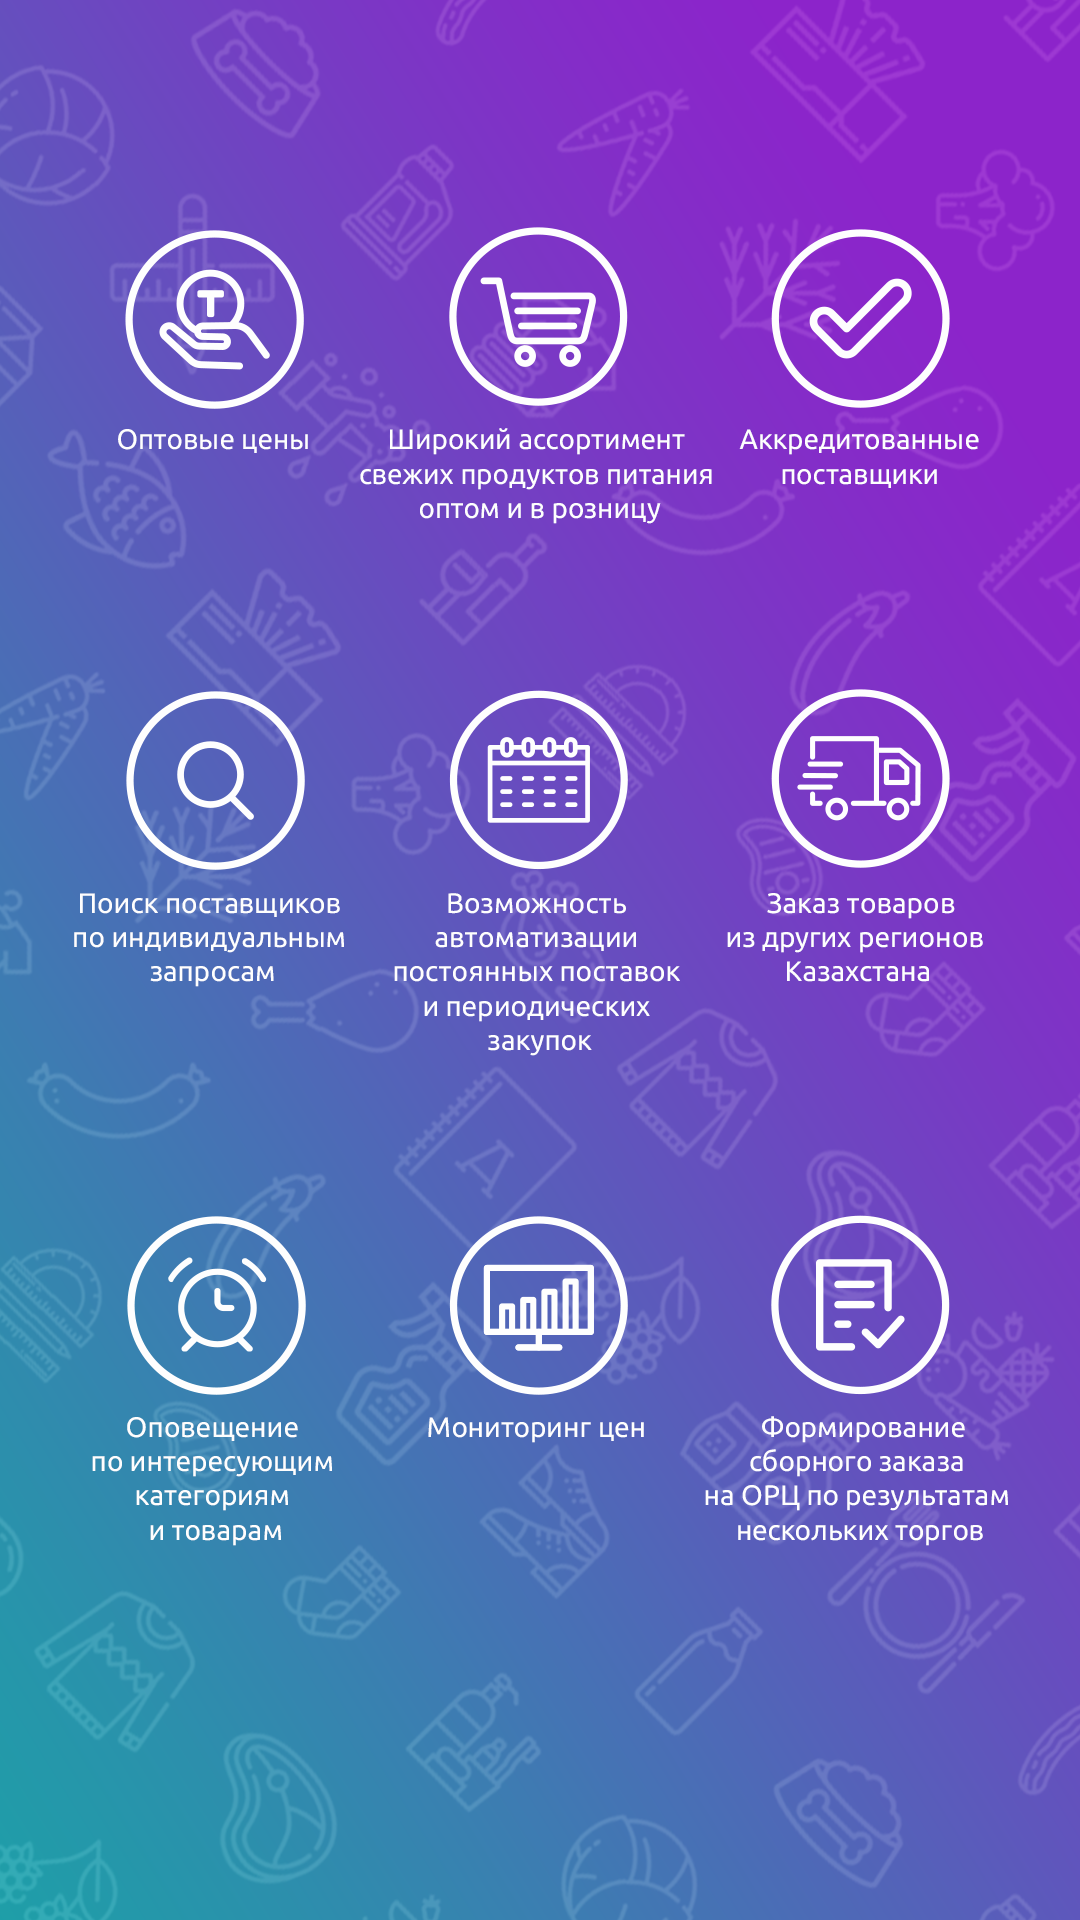 Оптовые цены
Широкий ассортимент
свежих продуктов питания
оптом и в розницу
Аккредитованные
поставщики
Поиск поставщиков
по индивидуальным
запросам
Возможность
автоматизации
постоянных поставок
и периодических
закупок
Заказ товаров
из других регионов
Казахстана
Оповещение
по интересующим
категориям
и товарам
Мониторинг цен
Формирование
сборного заказа
на ОРЦ по результатам
нескольких торгов